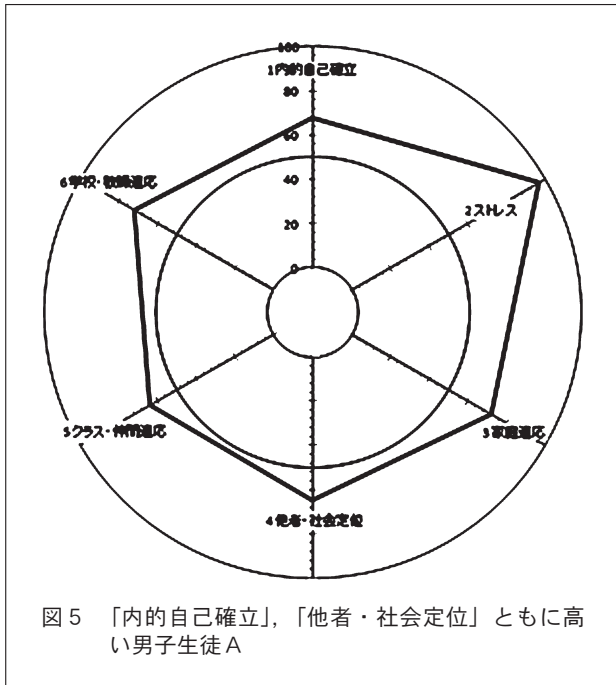 100
1内的自己確立
80
60
6学校・教師適応
40
2ストレス
20
0
5クラス・仲間適応
3家庭適応
4他者・社会定位
図5 「内的自己確立」，「他者・社会定位」ともに高
い男子生徒A